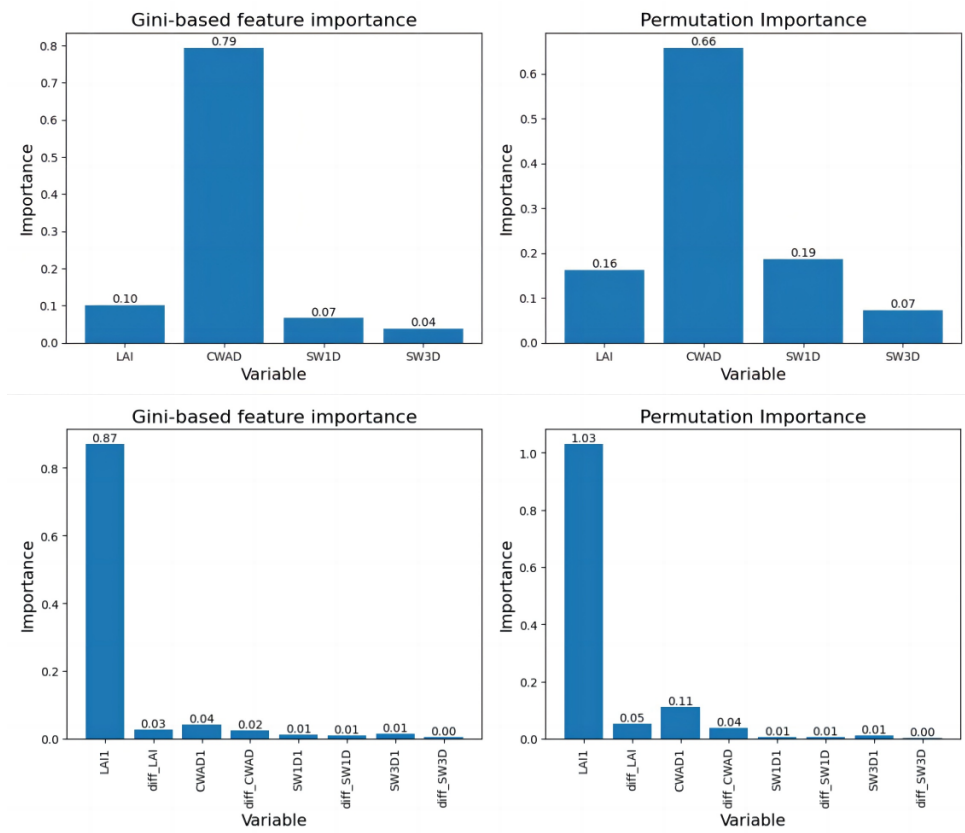 Gini-based feature importance
Importance
0.8
0.7
0.6
0.5
0.4
0.3
0.2
0.1
0.0
0.10
0.79
0.07
0.04
LAI
CWAD
SW1D
SW3D
Variable
Permutation Importance
Importance
0.6
0.5
0.4
0.3
0.2
0.1
0.0
0.16
0.66
0.19
0.07
LAI
CWAD
SW1D
SW3D
Variable
Gini-based feature importance
Importance
0.8
0.6
0.4
0.2
0.0
0.87
0.03
0.04
0.02
0.01
0.01
0.01
0.00
LAI1
diff_LAI
CWAD1
diff_CWAD
SW1D1
diff_SW1D
SW3D1
diff_SW3D
Variable
Permutation Importance
Importance
1.0
0.8
0.6
0.4
0.2
0.0
1.03
0.05
0.11
0.04
0.01
0.01
0.01
0.00
LAI1
diff_LAI
CWAD1
diff_CWAD
SW1D1
diff_SW1D
SW3D1
diff_SW3D
Variable